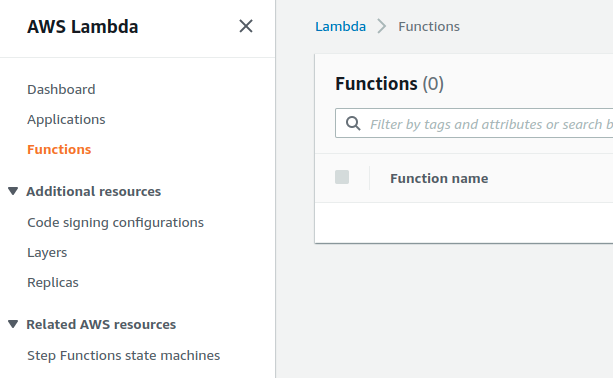 AWS Lambda
Dashboard
Applications
Functions
Additional resources
Code signing configurations
Layers
Replicas
Related AWS resources
Step Functions state machines
Lambda > Functions
Functions (0)
Filter by tags and attributes or search b
Function name